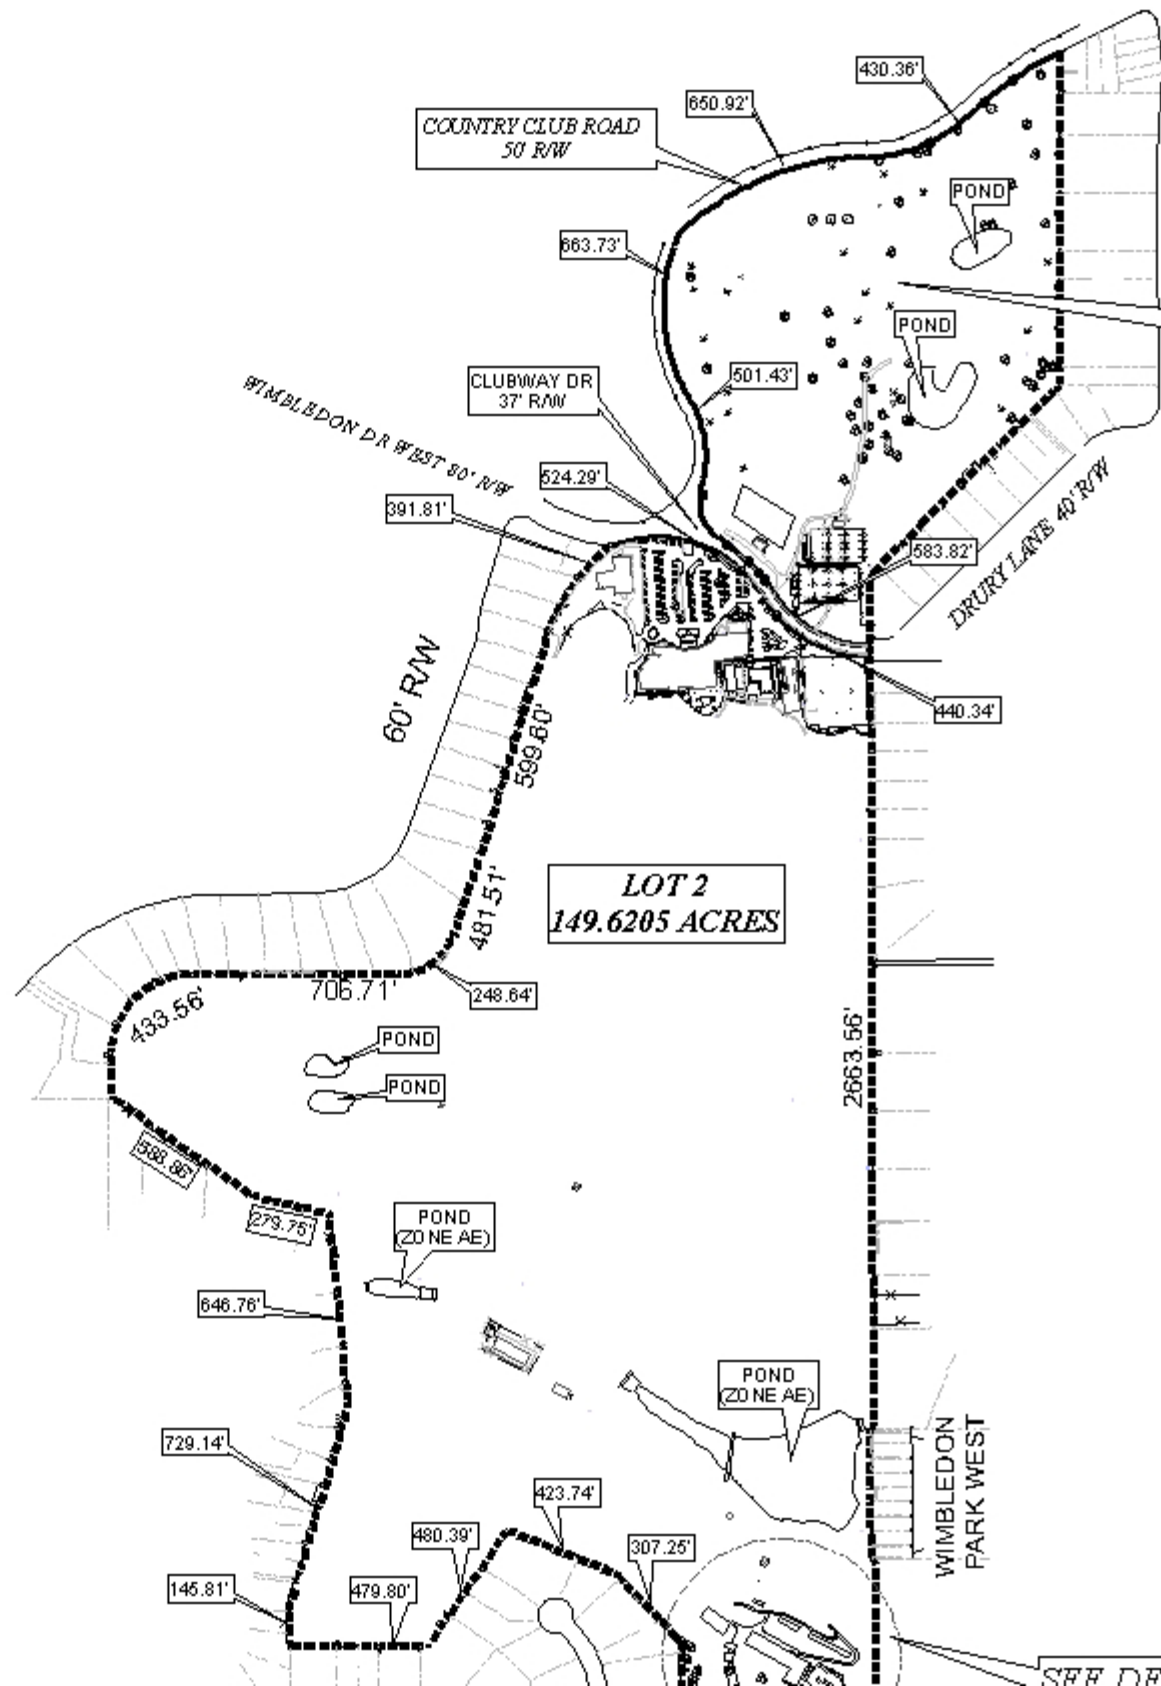 430.36'
650.92'
COUNTRY CLUB ROAD
50' R/W
POND
663.73'
POND
CLUBWAY DR
37' R/W
501.43'
WIMBLEDON DR WEST 80' R/W
524.29'
391.81'
583.82'
DRURY LANE 40' R/W
60' R/W
440.34'
599.80'
LOT 2
149.6205 ACRES
481.51'
706.71'
248.64'
433.56'
2663.56'
POND
POND
588.86'
279.75'
POND
(ZONE AE)
646.76'
POND
(ZONE AE)
729.14'
WIMBLEDON
PARK WEST
423.74'
480.39'
307.25'
145.81'
479.80'
SEE DE